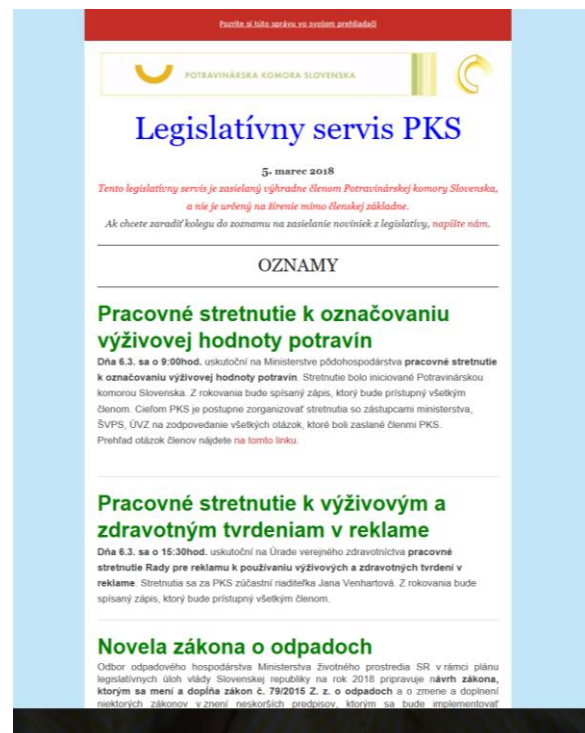 Pozrite si túto správu vo svojom prehliadači
POTRAVINÁRSKA KOMORA SLOVENSKA
Legislatívny servis PKS
5. marec 2018
Tento legislatívny servis je zasielaný výhradne členom Potravinárskej komory Slovenska,
a nie je určený na šírenie mimo členskej základne.
Ak chcete zaradiť kolegu do zoznamu na zasielanie noviniek z legislatívy, napíšte nám.
OZNAMY
Pracovné stretnutie k označovaniu
výživovej hodnoty potravín
Dňa 6.3. sa o 9:00hod. uskutoční na Ministerstve pôdohospodárstva pracovné stretnutie
k označovaniu výživovej hodnoty potravín. Stretnutie bolo iniciované Potravinárskou
komorou Slovenska. Z rokovania bude spísaný zápis, ktorý bude prístupný všetkým
členom. Cieľom PKS je postupne zorganizovať stretnutia so zástupcami ministerstva,
ŠVPS, ÚVZ na zodpovedanie všetkých otázok, ktoré boli zaslané členmi PKS.
Prehľad otázok členov nájdete na tomto linku.
Pracovné stretnutie k výživovým a
zdravotným tvrdeniam v reklame
Dňa 6.3. sa o 15:30hod. uskutoční na Úrade verejného zdravotníctva pracovné
stretnutie Rady pre reklamu k používaniu výživových a zdravotných tvrdení v
reklame. Stretnutia sa za PKS zúčastní riaditeľka Jana Venhartová. Z rokovania bude
spísaný zápis, ktorý bude prístupný všetkým členom.
Novela zákona o odpadoch
Odbor odpadového hospodárstva Ministerstva životného prostredia SR v rámci plánu
legislatívnych úloh vlády Slovenskej republiky na rok 2018 pripravuje návrh zákona,
ktorým sa mení a dopĺňa zákon č. 79/2015 Z. z. o odpadoch a o zmene a doplnení
niektorých zákonov v znení neskorších predpisov, ktorým sa bude implementovať